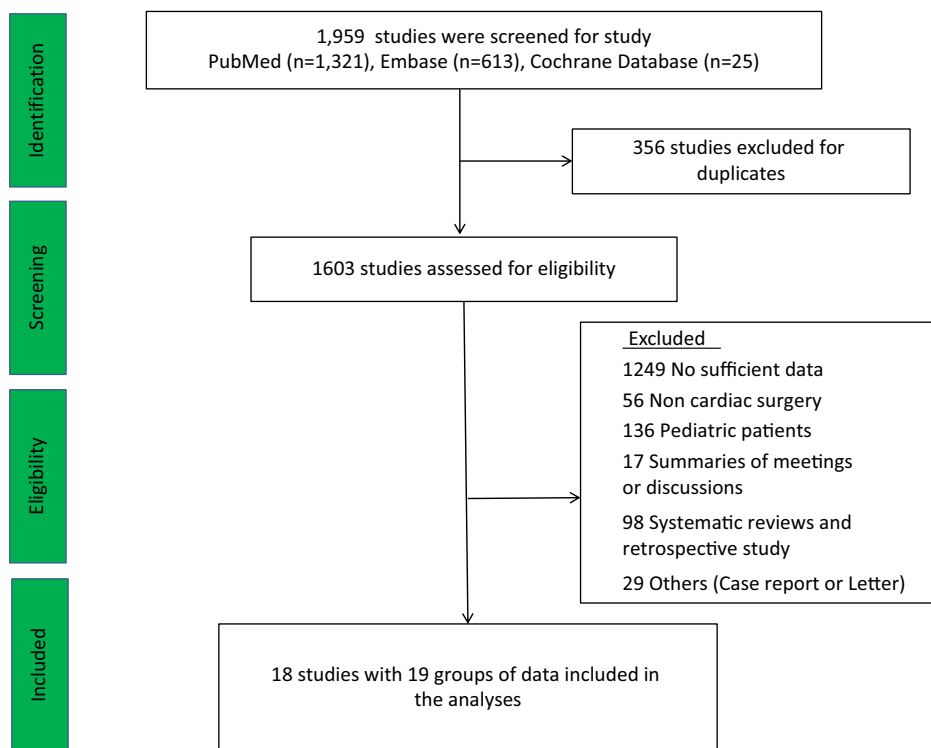 Identification
1,959 studies were screened for study
PubMed (n=1,321), Embase (n=613), Cochrane Database (n=25)
356 studies excluded for
duplicates
Screening
1603 studies assessed for eligibility
Eligibility
Excluded
1249 No sufficient data
56 Non cardiac surgery
136 Pediatric patients
17 Summaries of meetings
or discussions
98 Systematic reviews and
retrospective study
29 Others (Case report or Letter)
Included
18 studies with 19 groups of data included in
the analyses